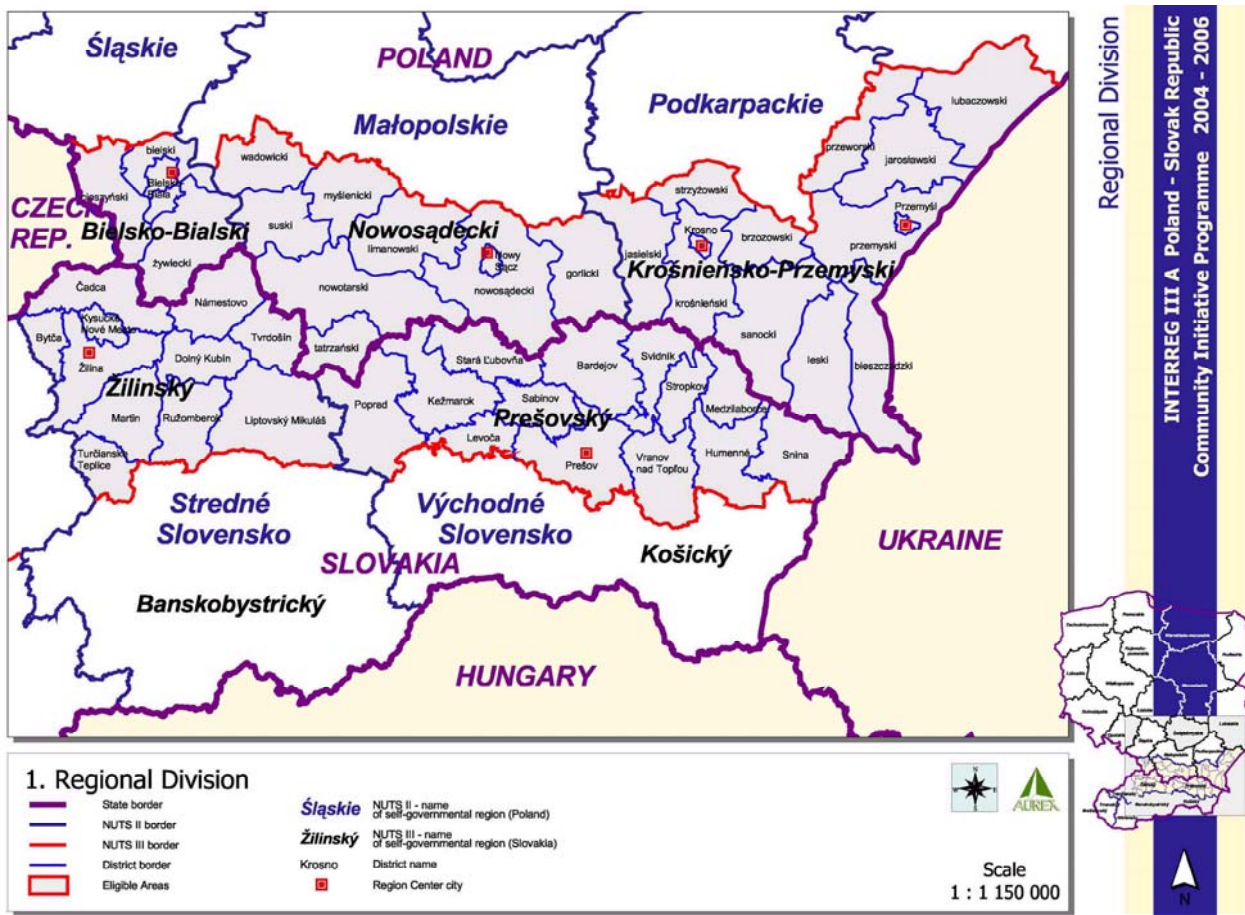 Śląskie
POLAND
Małopolskie
Podkarpackie
lubaczowski
przeworski
jarosławski
Przemyśl
przemyski
bielski
Bielsko
Biała
cieszyński
CZECH
REP.
Bielsko-Bialski
żywiecki
wadowicki
myślenicki
suski
Nowosądecki
limanowski
Nowy
Sącz
nowosądecki
nowotarski
tatrzański
gorlicki
strzyżowski
Krosno
brzozowski
jasielski
Krośnieńsko-Przemyski
krośnieński
sanocki
leski
bieszczadzki
Čadca
Kysucké
Nové Mesto
Bytča
Žilina
Námestovo
Tvrdošín
Dolný Kubín
Žilinský
Martin
Ružomberok
Liptovský Mikuláš
Turčianske
Teplice
Poprad
Kežmarok
Stará Ľubovňa
Sabinov
Bardejov
Svidník
Stropkov
Medzilaborce
Prešovský
Levoča
Prešov
Vranov
nad Topľou
Humenné
Snina
Stredné
Slovensko
Východné
Slovensko
SLOVAKIA
Košický
Banskobystrický
HUNGARY
UKRAINE
1. Regional Division
State border
NUTS II border
NUTS III border
District border
Eligible Areas
Śląskie
NUTS II - name
of self-governmental region (Poland)
Žilinský
NUTS III - name
of self-governmental region (Slovakia)
Krosno
District name
Region Center city
N
W
E
S
AUREX
Scale
1 : 1 150 000
Regional Division
INTERREG III A Poland - Slovak Republic
Community Initiative Programme 2004 - 2006
N